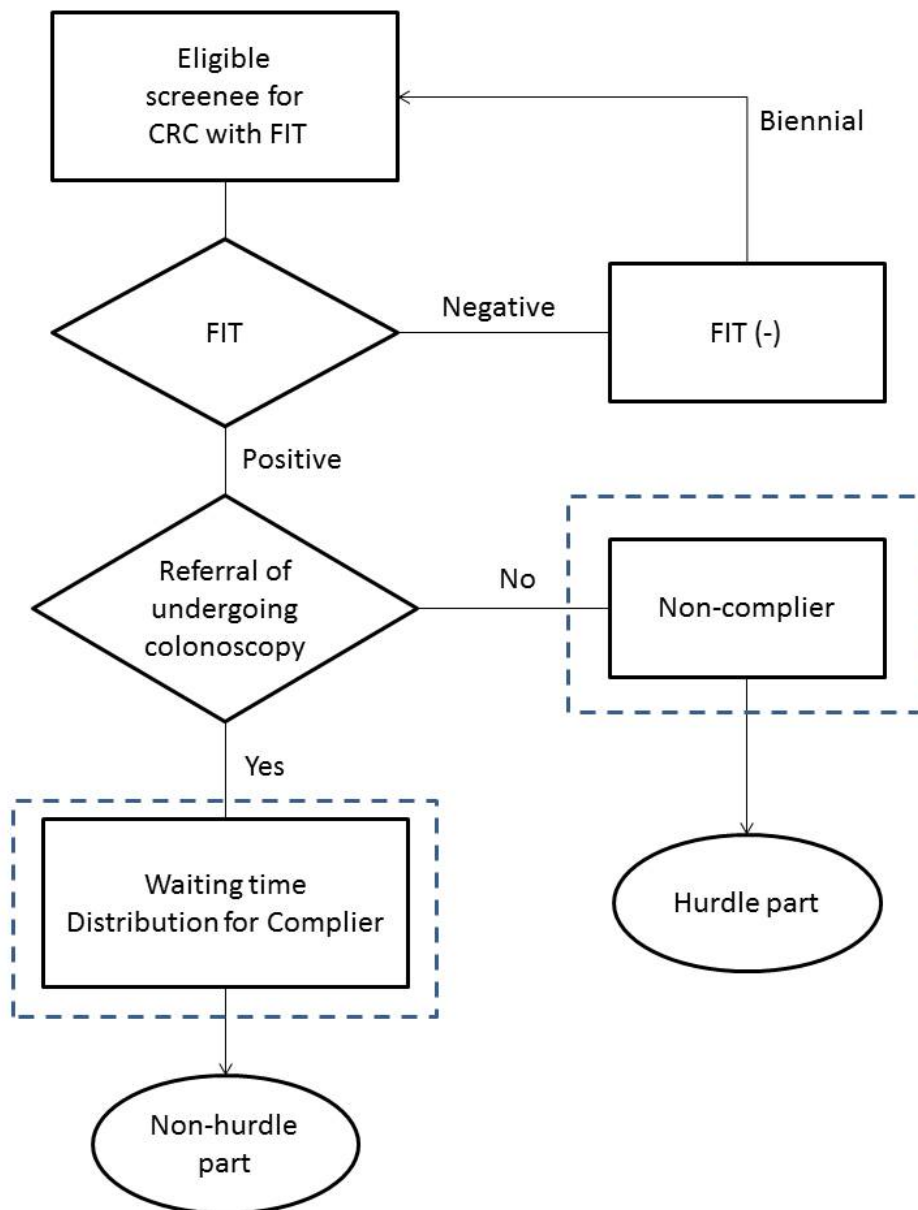 Eligible
screenee for
CRC with FIT
Biennial
FIT
Negative
FIT (-)
Positive
Referral of
undergoing
colonoscopy
No
Non-complier
Yes
Waiting time
Distribution for Complier
Hurdle part
Non-hurdle
part